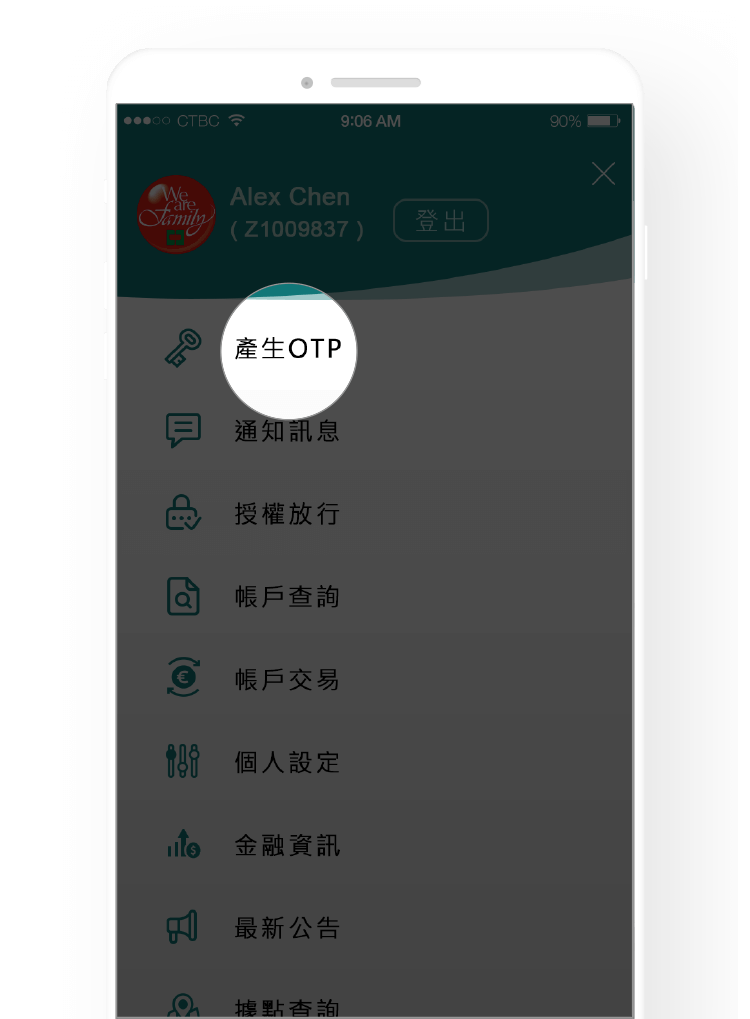 CTBC 9:06 AM 90%
We are Family
Alex Chen
( Z1009837 )
登出
產生OTP
通知訊息
授權放行
帳戶查詢
帳戶交易
個人設定
金融資訊
最新公告
據點查詢